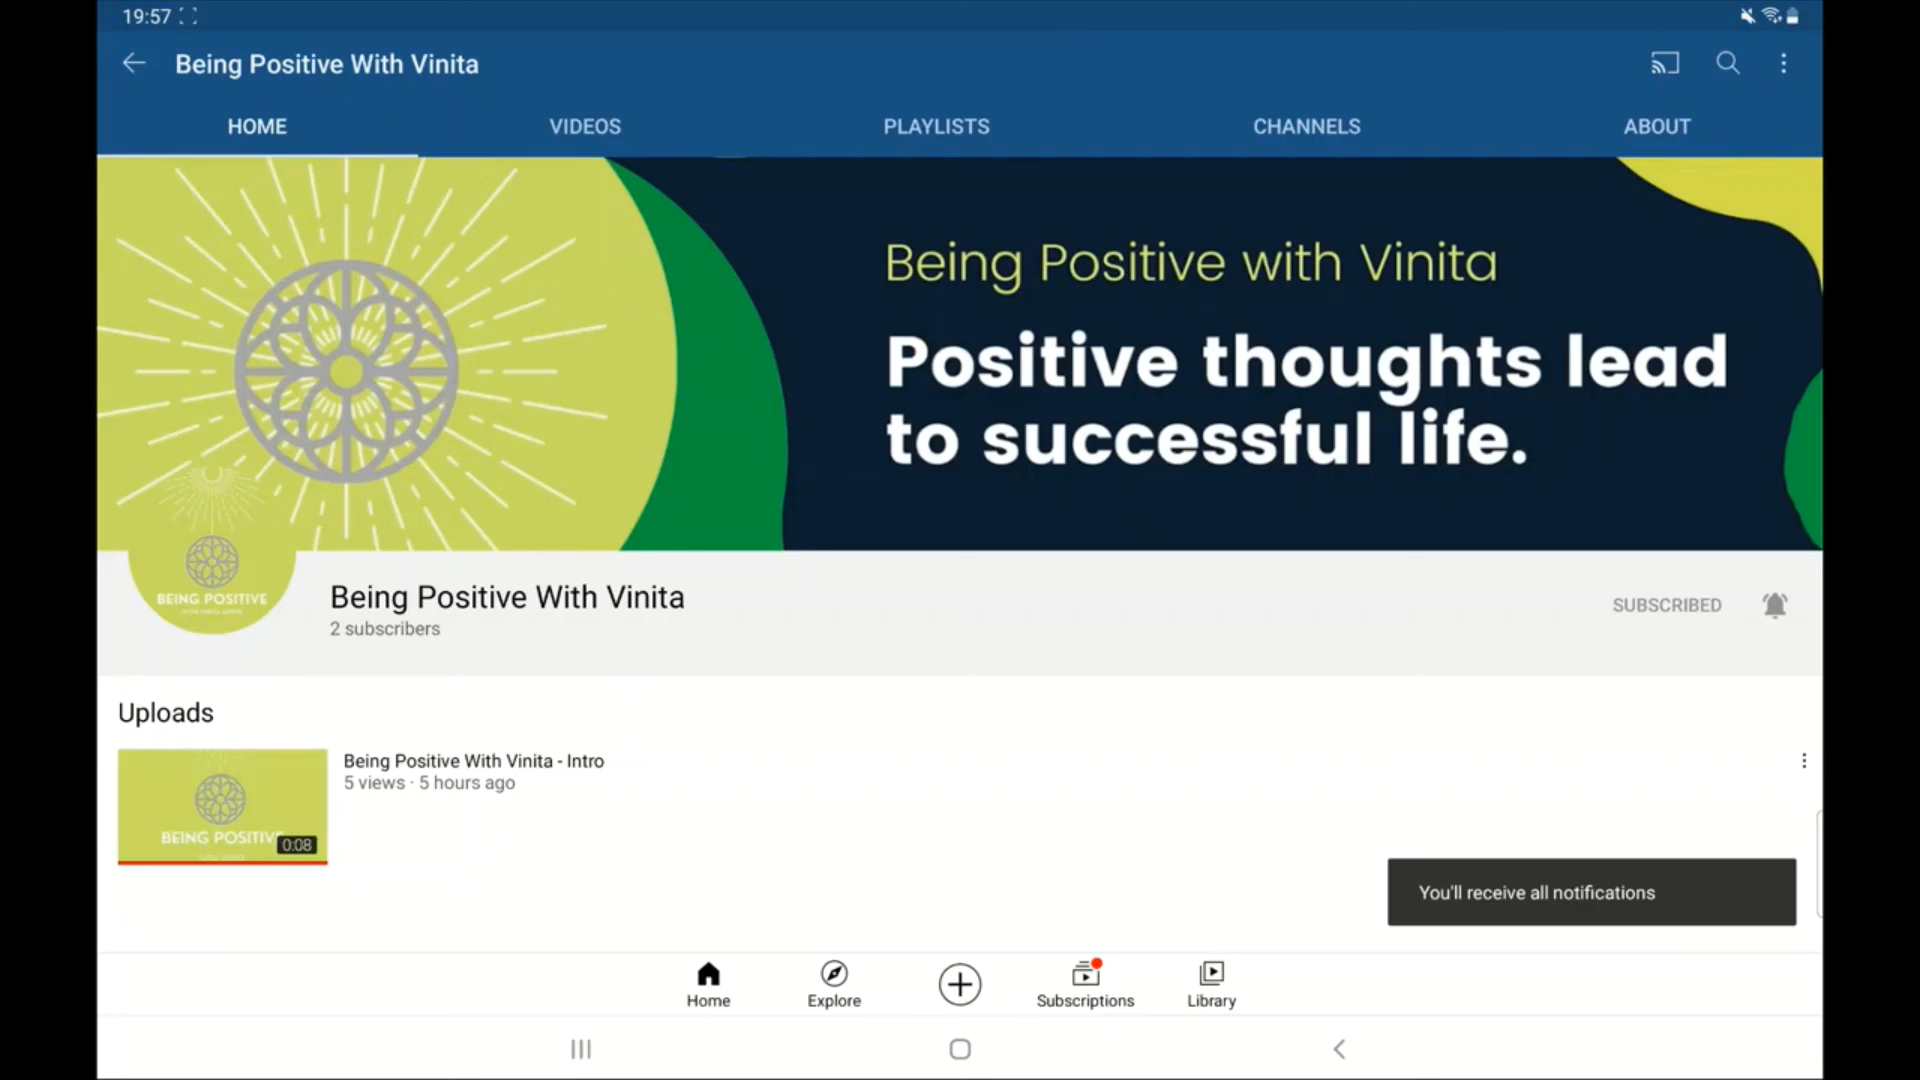 19:57
Being Positive With Vinita
HOME
VIDEOS
PLAYLISTS
CHANNELS
ABOUT
Being Positive with Vinita
Positive thoughts lead
to successful life.
BEING POSITIVE
Being Positive With Vinita
2 subscribers
SUBSCRIBED
Uploads
BEING POSITIV
0:08
Being Positive With Vinita - Intro
5 views · 5 hours ago
You'll receive all notifications
Home
Explore
Subscriptions
Library